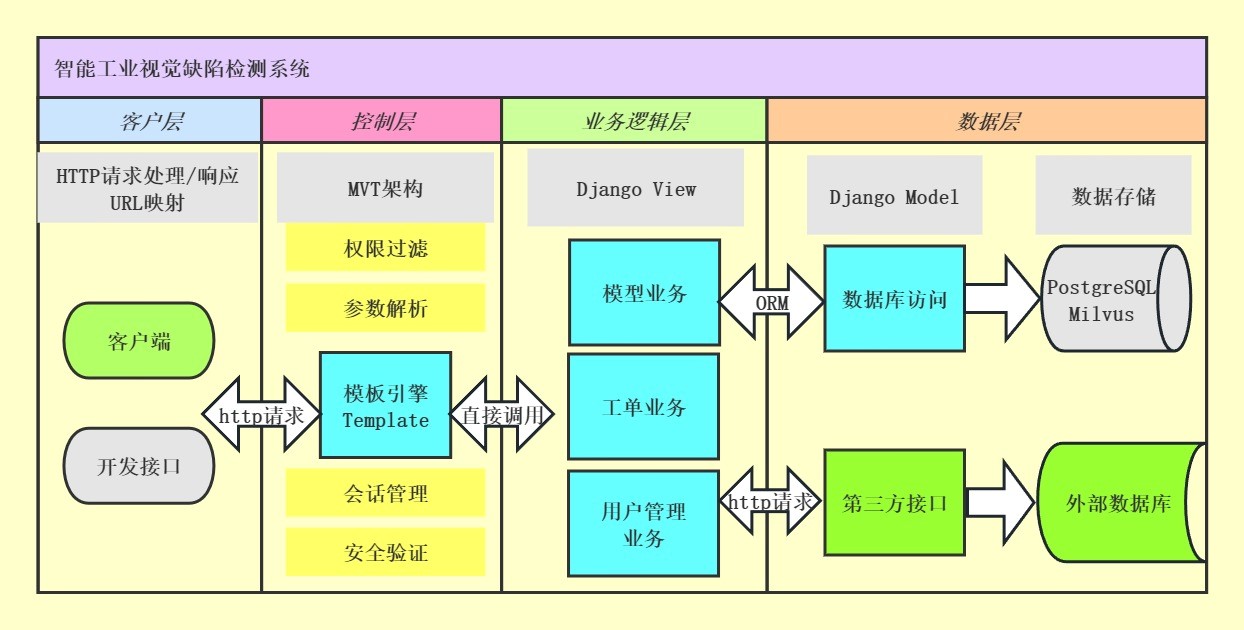 智能工业视觉缺陷检测系统
客户层
控制层
业务逻辑层
数据层
HTTP请求处理/响应
URL映射
MVT架构
Django View
Django Model
数据存储
权限过滤
参数解析
模板引擎
Template
会话管理
安全验证
客户端
开发接口
http请求
直接调用
模型业务
工单业务
用户管理
业务
ORM
http请求
数据库访问
第三方接口
PostgreSQL
Milvus
外部数据库